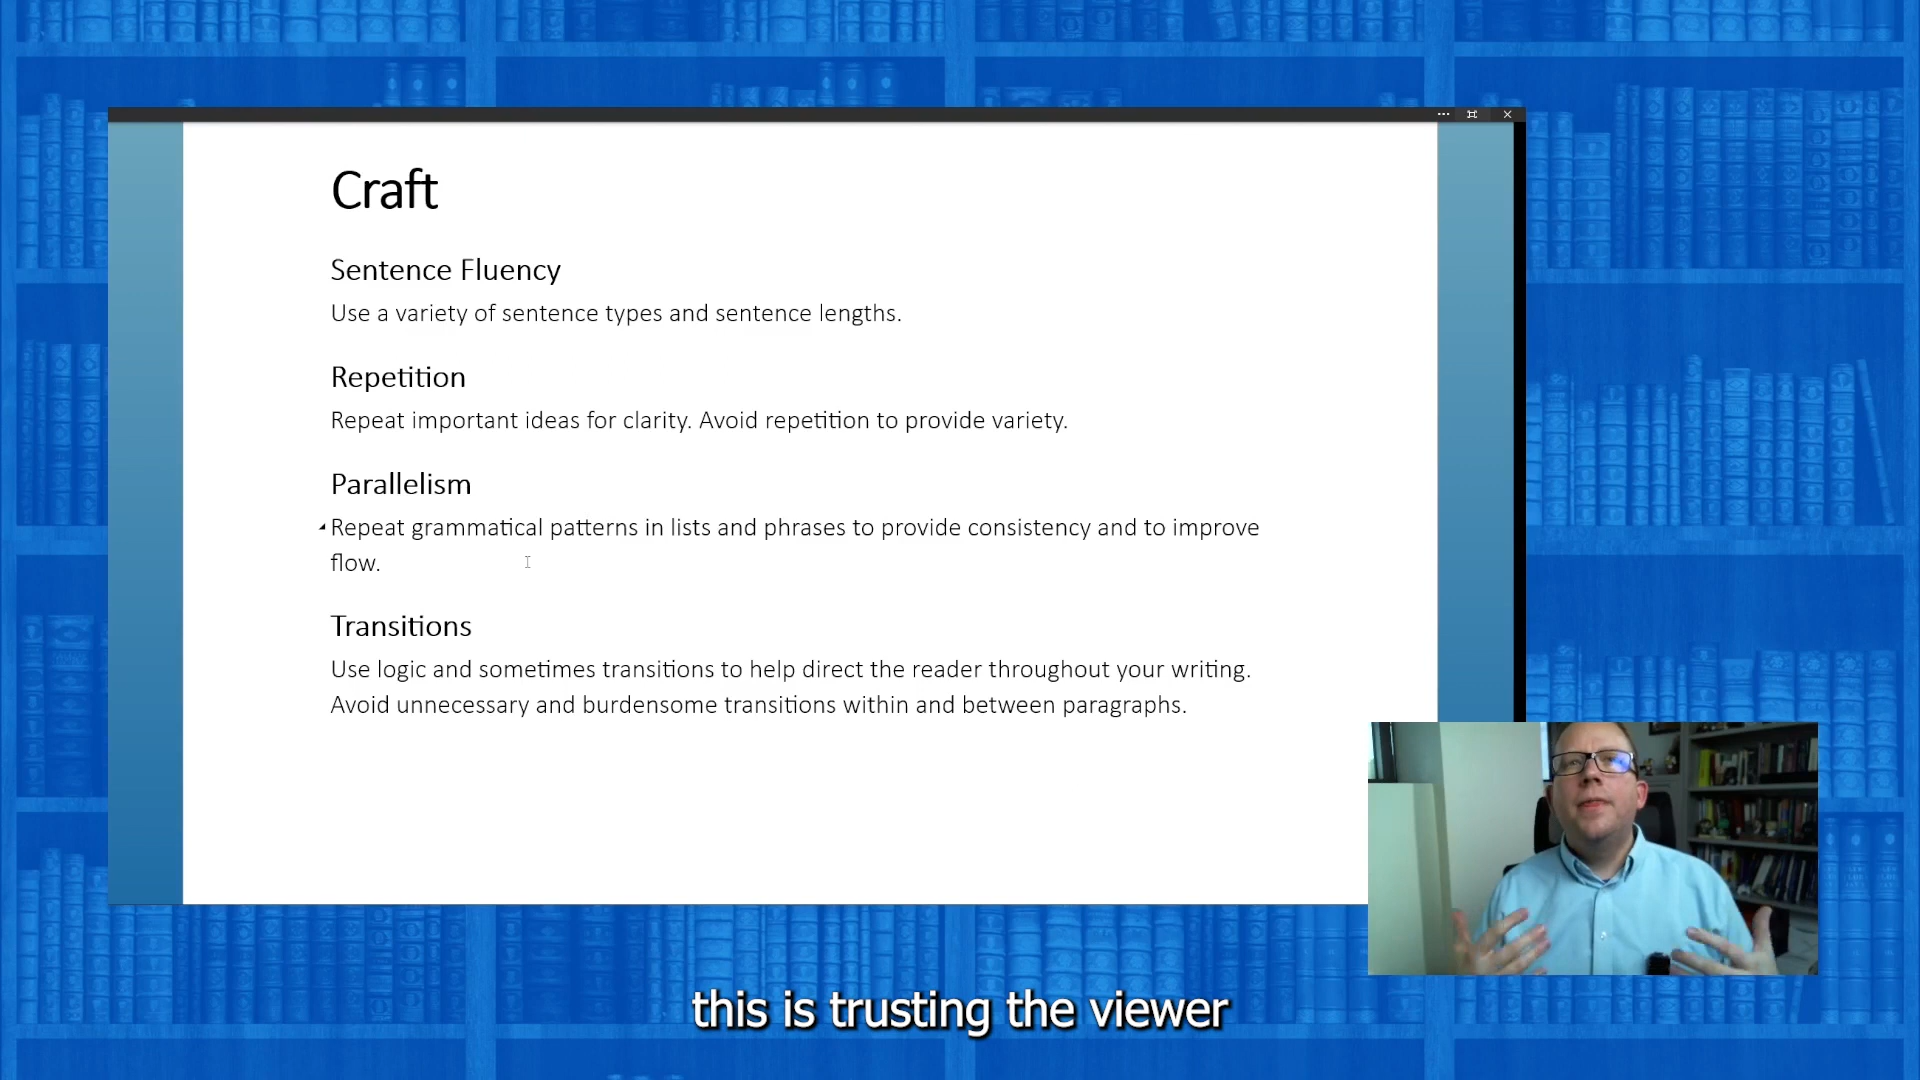 Craft
Sentence Fluency
Use a variety of sentence types and sentence lengths.
Repetition
Repeat important ideas for clarity. Avoid repetition to provide variety.
Parallelism
Repeat grammatical patterns in lists and phrases to provide consistency and to improve
flow.
Transitions
Use logic and sometimes transitions to help direct the reader throughout your writing.
Avoid unnecessary and burdensome transitions within and between paragraphs.
this is trusting the viewer